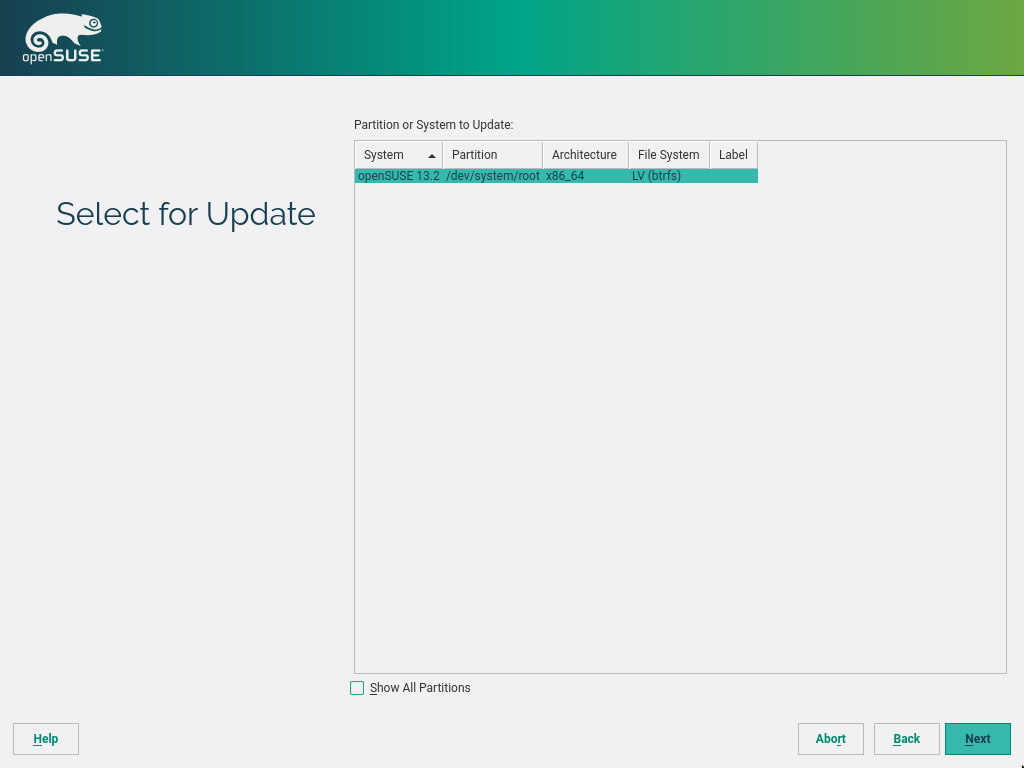 openSUSE
Partition or System to Update:
System Partition Architecture File System Label
openSUSE 13.2 /dev/system/root x86_64 LV (btrfs)
Select for Update
Show All Partitions
Help Abort Back Next